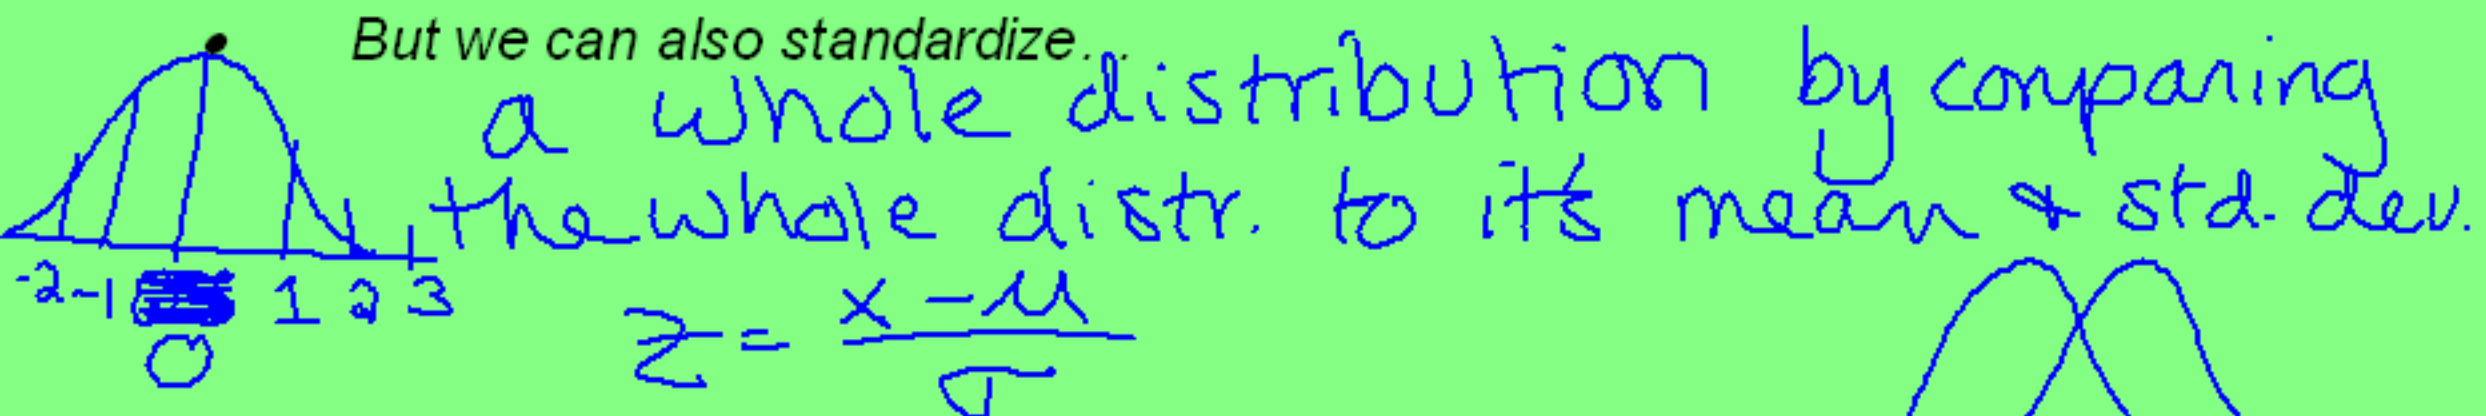 But we can also standardize...
a whole distribution by comparing
the whole distr. to it's mean & std. dev.
-2 -1 1 2 3
0
z = x - μ
σ